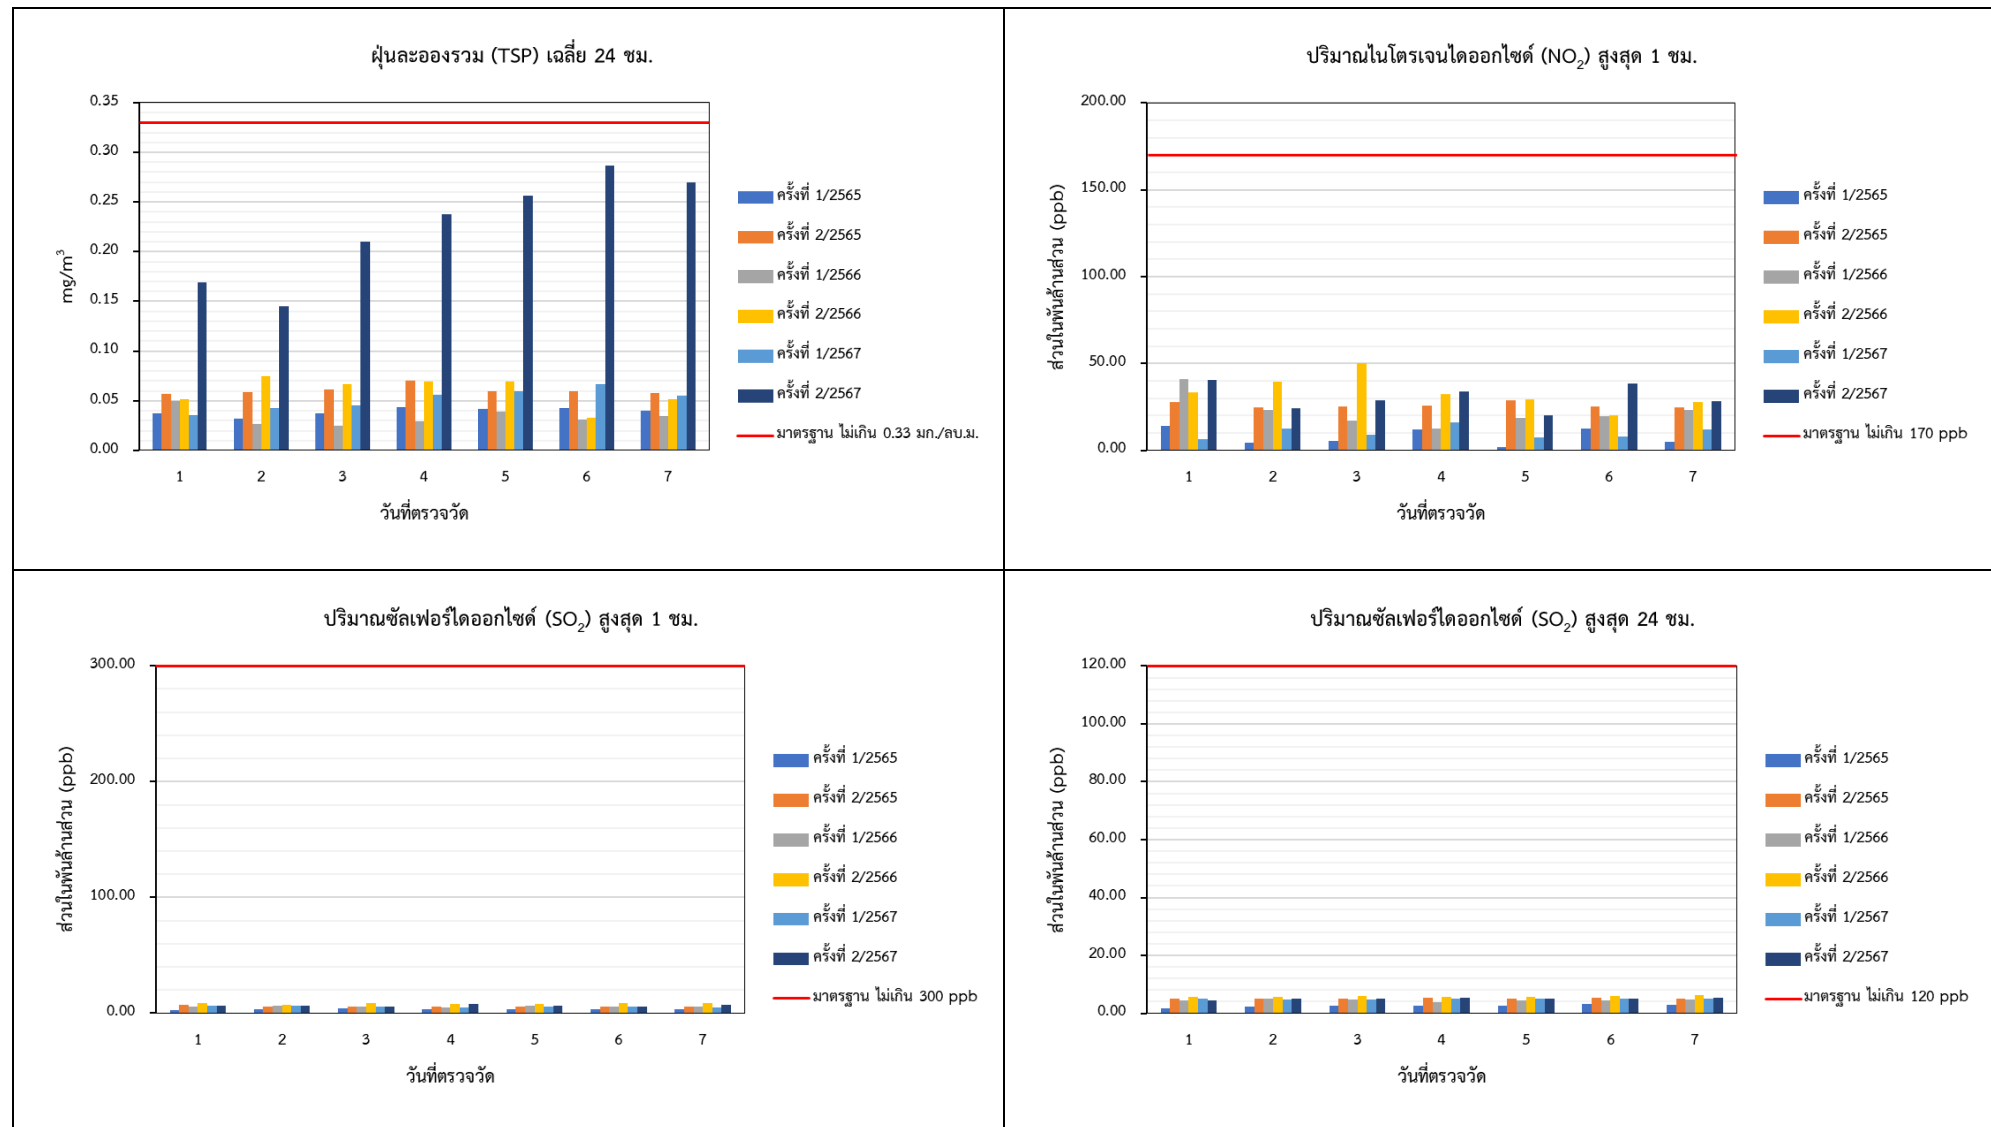 ฝุ่นละอองรวม (TSP) เฉลี่ย 24 ชม.
0.35
0.30
0.25
0.20
0.15
0.10
0.05
0.00
mg/m³
1 2 3 4 5 6 7
วันที่ตรวจวัด
ครั้งที่ 1/2565
ครั้งที่ 2/2565
ครั้งที่ 1/2566
ครั้งที่ 2/2566
ครั้งที่ 1/2567
ครั้งที่ 2/2567
มาตรฐาน ไม่เกิน 0.33 มก./ลบ.ม.
ปริมาณไนโตรเจนไดออกไซด์ (NO₂) สูงสุด 1 ชม.
200.00
150.00
100.00
50.00
0.00
ส่วนในพันล้านส่วน (ppb)
1 2 3 4 5 6 7
วันที่ตรวจวัด
ครั้งที่ 1/2565
ครั้งที่ 2/2565
ครั้งที่ 1/2566
ครั้งที่ 2/2566
ครั้งที่ 1/2567
ครั้งที่ 2/2567
มาตรฐาน ไม่เกิน 170 ppb
ปริมาณซัลเฟอร์ไดออกไซด์ (SO₂) สูงสุด 1 ชม.
300.00
200.00
100.00
0.00
ส่วนในพันล้านส่วน (ppb)
1 2 3 4 5 6 7
วันที่ตรวจวัด
ครั้งที่ 1/2565
ครั้งที่ 2/2565
ครั้งที่ 1/2566
ครั้งที่ 2/2566
ครั้งที่ 1/2567
ครั้งที่ 2/2567
มาตรฐาน ไม่เกิน 300 ppb
ปริมาณซัลเฟอร์ไดออกไซด์ (SO₂) สูงสุด 24 ชม.
120.00
100.00
80.00
60.00
40.00
20.00
0.00
ส่วนในพันล้านส่วน (ppb)
1 2 3 4 5 6 7
วันที่ตรวจวัด
ครั้งที่ 1/2565
ครั้งที่ 2/2565
ครั้งที่ 1/2566
ครั้งที่ 2/2566
ครั้งที่ 1/2567
ครั้งที่ 2/2567
มาตรฐาน ไม่เกิน 120 ppb